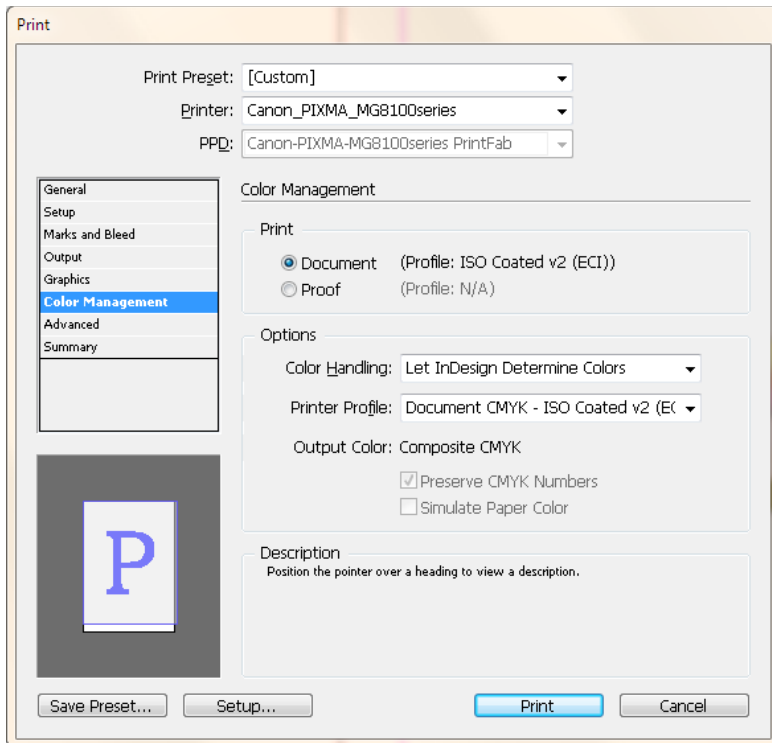 Print
Print Preset: [Custom]
Printer: Canon_PIXMA_MG8100series
PPD: Canon-PIXMA-MG8100series PrintFab
General
Setup
Marks and Bleed
Output
Graphics
Color Management
Advanced
Summary
Color Management
Print
Document (Profile: ISO Coated v2 (ECI))
Proof (Profile: N/A)
Options
Color Handling: Let InDesign Determine Colors
Printer Profile: Document CMYK - ISO Coated v2 (E(
Output Color: Composite CMYK
Preserve CMYK Numbers
Simulate Paper Color
Description
Position the pointer over a heading to view a description.
P
Save Preset... Setup... Print Cancel